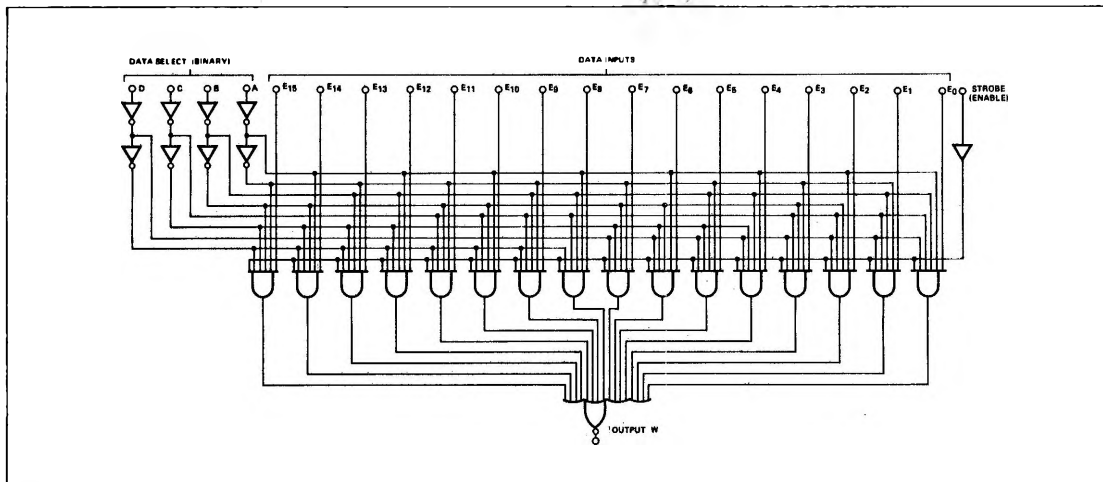 DATA SELECT (BINARY)
DATA INPUTS
D C B A E15 E14 E13 E12 E11 E10 E9 E8 E7 E6 E5 E4 E3 E2 E1 E0 STROBE
(ENABLE)
OUTPUT W